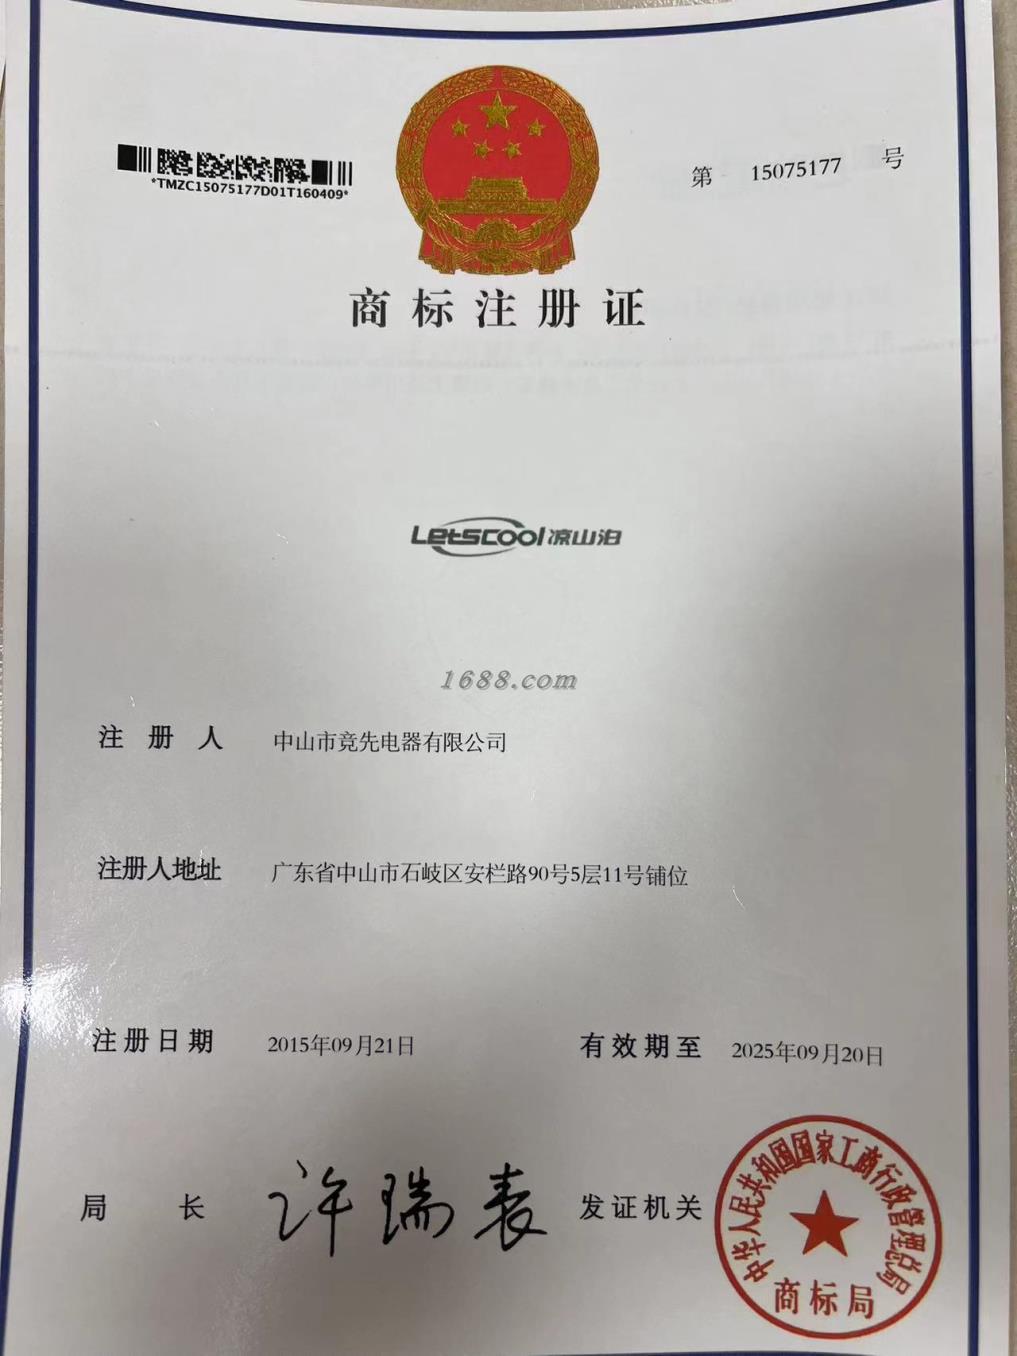 *TMZC15075177D01T160409*
第 15075177 号
商标注册证
Letscool凉山泊
1688.com
注册人 中山市竞先电器有限公司
注册人地址 广东省中山市石岐区安栏路90号5层11号铺位
注册日期 2015年09月21日 有效期至 2025年09月20日
局长 许瑞表 发证机关
中华人民共和国国家工商行政管理总局
商标局